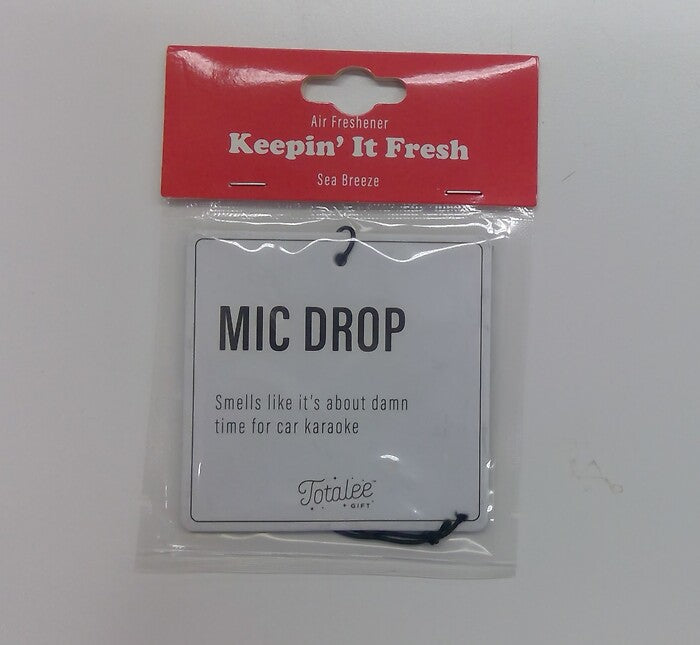 Air Freshener
Keepin' It Fresh
Sea Breeze
MIC DROP
Smells like it's about damn
time for car karaoke
Totalee™
GIFT